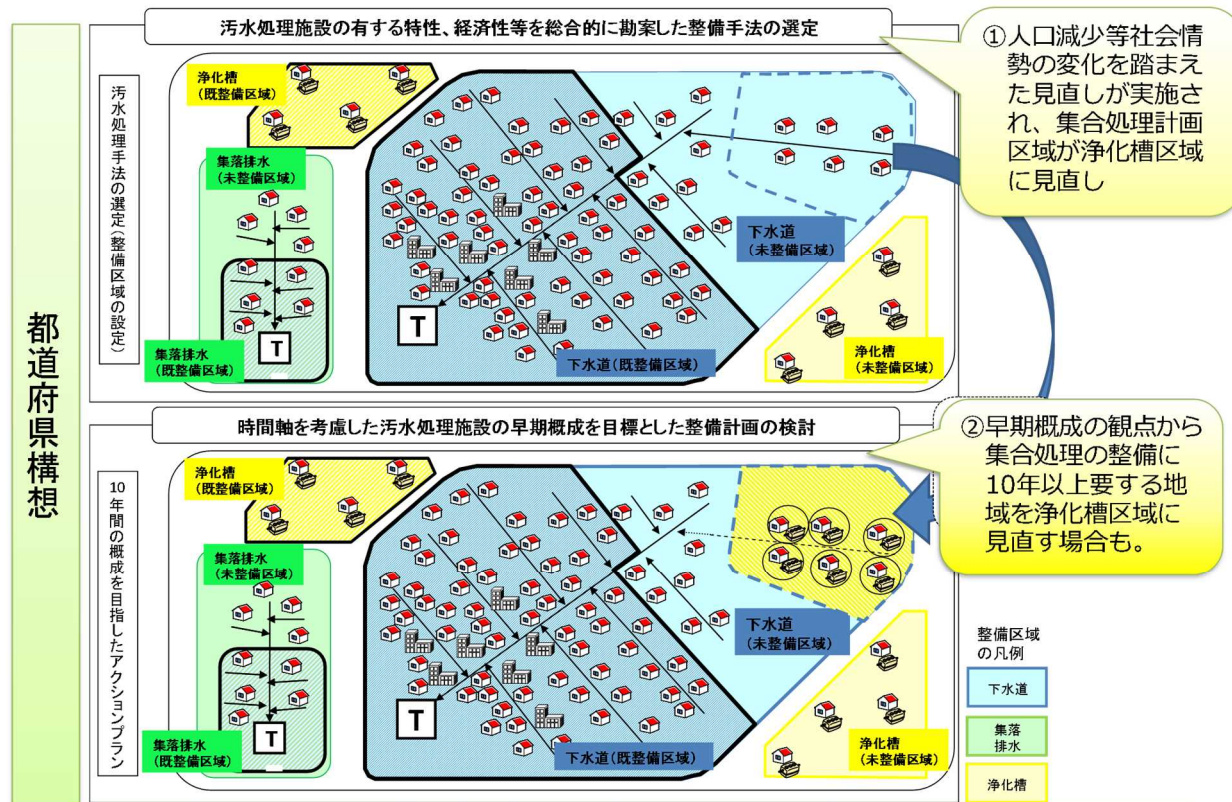 都道府県構想
汚水処理施設の有する特性、経済性等を総合的に勘案した整備手法の選定
汚水処理手法の選定(整備区域の設定)
浄化槽
(既整備区域)
集落排水
(未整備区域)
T
集落排水
(既整備区域)
T
下水道(既整備区域)
下水道
(未整備区域)
浄化槽
(未整備区域)
①人口減少等社会情
勢の変化を踏まえ
た見直しが実施さ
れ、集合処理計画
区域が浄化槽区域
に見直し
時間軸を考慮した汚水処理施設の早期概成を目標とした整備計画の検討
10年間の概成を目指したアクションプラン
浄化槽
(既整備区域)
集落排水
(未整備区域)
T
集落排水
(既整備区域)
T
下水道(既整備区域)
下水道
(未整備区域)
浄化槽
(未整備区域)
②早期概成の観点から
集合処理の整備に
10年以上要する地
域を浄化槽区域に
見直す場合も。
整備区域
の凡例
下水道
集落
排水
浄化槽